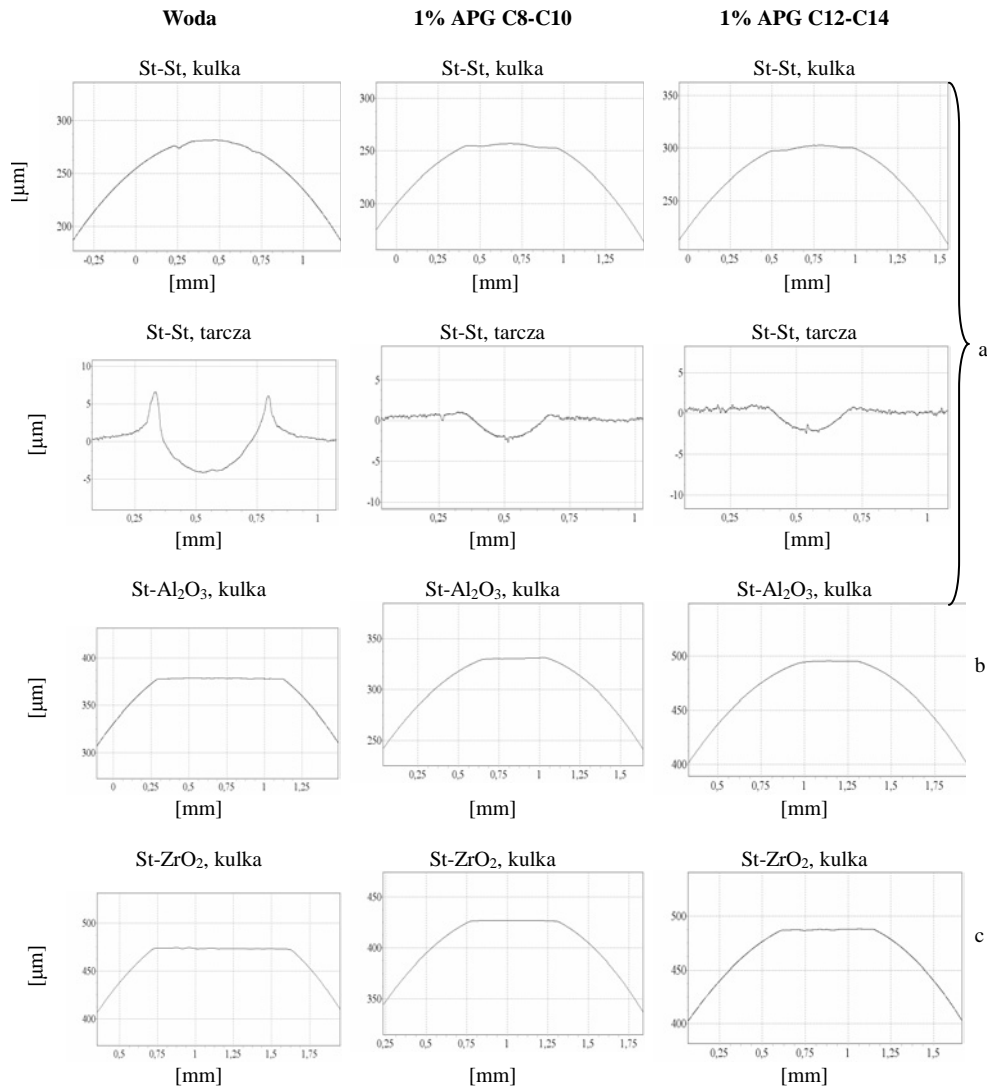 Woda 1% APG C8-C10 1% APG C12-C14
St-St, kulka St-St, kulka St-St, kulka
[μm]
300 250 200
-0,25 0 0,25 0,5 0,75 1
[mm]
300 250 200
0 0,25 0,5 0,75 1 1,25
[mm]
350 300 250
0 0,25 0,5 0,75 1 1,25 1,5
[mm]
St-St, tarcza St-St, tarcza St-St, tarcza
a
[μm]
10 5 0 -5
0,25 0,5 0,75 1
[mm]
5 0 -5 -10
0,25 0,5 0,75 1
[mm]
5 0 -5 -10
0,25 0,5 0,75 1
[mm]
St-Al₂O₃, kulka St-Al₂O₃, kulka St-Al₂O₃, kulka
b
[μm]
400 350 300
0 0,25 0,5 0,75 1 1,25
[mm]
350 300 250
0,25 0,5 0,75 1 1,25 1,5
[mm]
500 450 400
0,5 0,75 1 1,25 1,5 1,75
[mm]
St-ZrO₂, kulka St-ZrO₂, kulka St-ZrO₂, kulka
c
[μm]
500 450 400
0,5 0,75 1 1,25 1,5 1,75
[mm]
450 400 350
0,25 0,5 0,75 1 1,25 1,5 1,75
[mm]
500 450 400
0,25 0,5 0,75 1 1,25 1,5
[mm]